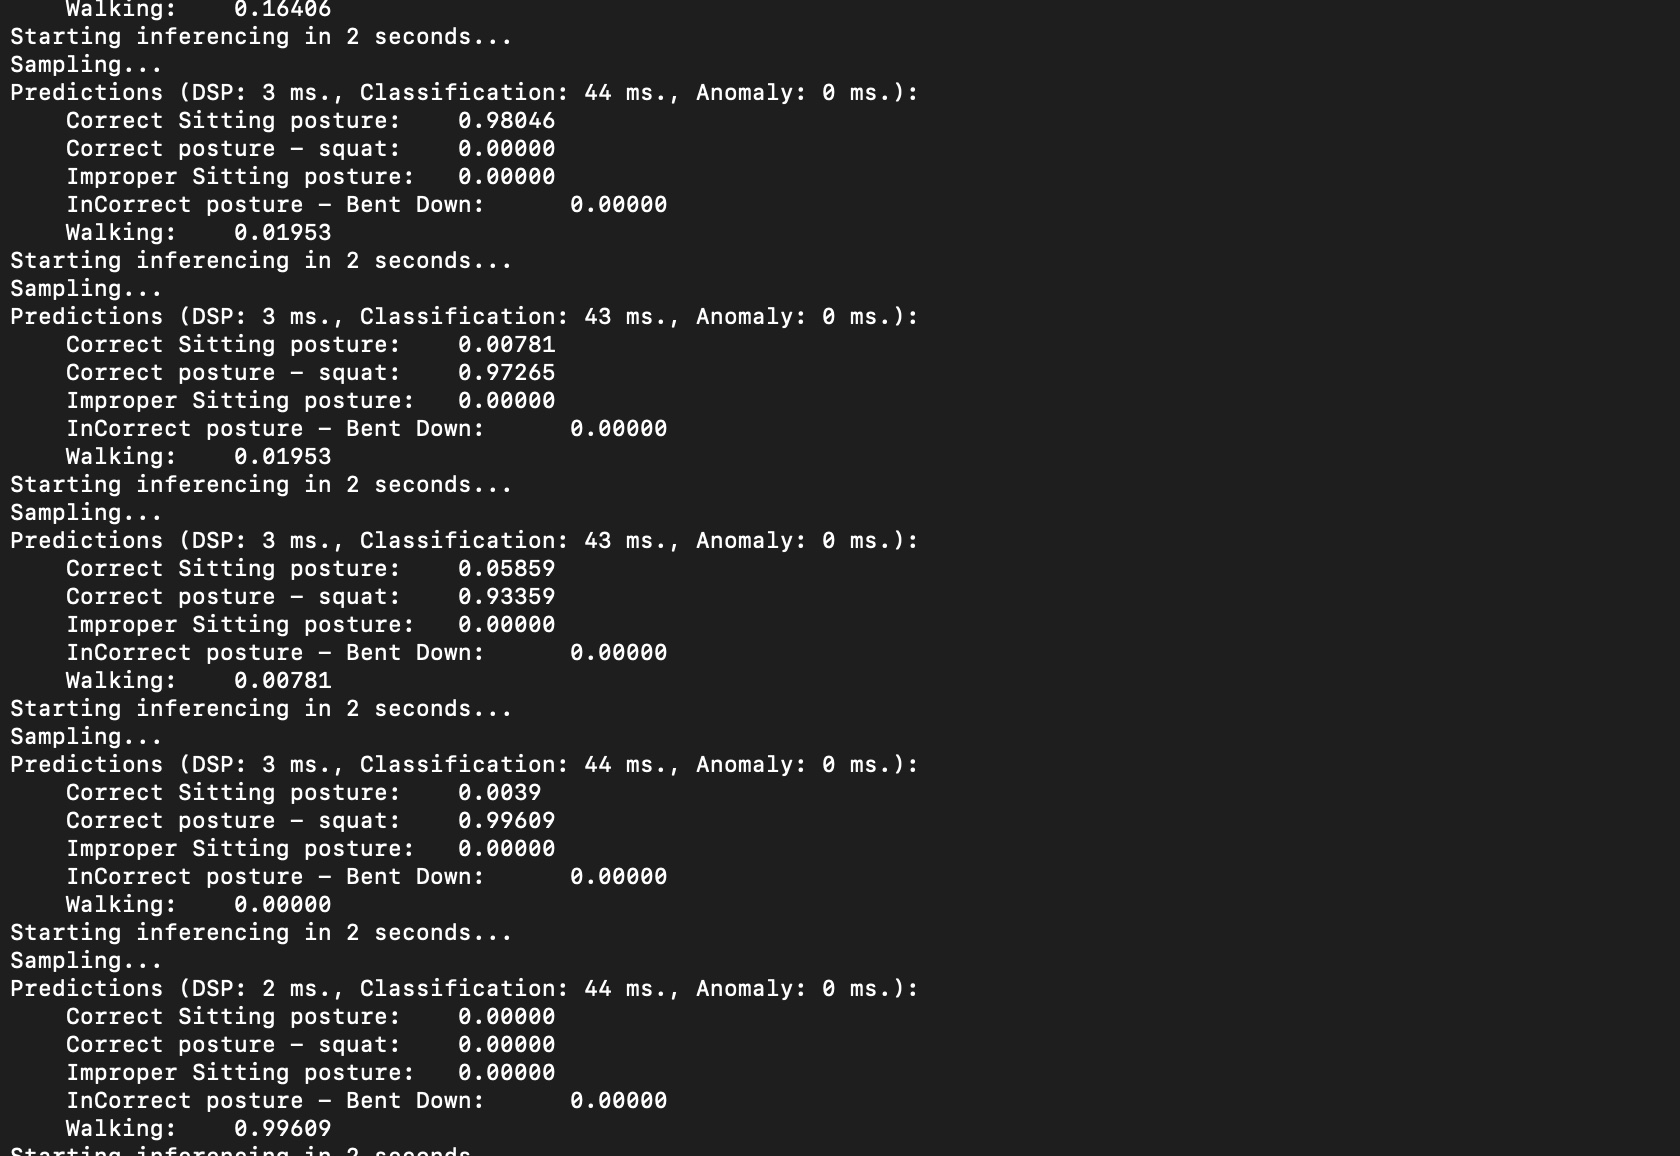 Walking: 0.16406
Starting inferencing in 2 seconds...
Sampling...
Predictions (DSP: 3 ms., Classification: 44 ms., Anomaly: 0 ms.):
Correct Sitting posture: 0.98046
Correct posture – squat: 0.00000
Improper Sitting posture: 0.00000
InCorrect posture – Bent Down: 0.00000
Walking: 0.01953
Starting inferencing in 2 seconds...
Sampling...
Predictions (DSP: 3 ms., Classification: 43 ms., Anomaly: 0 ms.):
Correct Sitting posture: 0.00781
Correct posture – squat: 0.97265
Improper Sitting posture: 0.00000
InCorrect posture – Bent Down: 0.00000
Walking: 0.01953
Starting inferencing in 2 seconds...
Sampling...
Predictions (DSP: 3 ms., Classification: 43 ms., Anomaly: 0 ms.):
Correct Sitting posture: 0.05859
Correct posture – squat: 0.93359
Improper Sitting posture: 0.00000
InCorrect posture – Bent Down: 0.00000
Walking: 0.00781
Starting inferencing in 2 seconds...
Sampling...
Predictions (DSP: 3 ms., Classification: 44 ms., Anomaly: 0 ms.):
Correct Sitting posture: 0.0039
Correct posture – squat: 0.99609
Improper Sitting posture: 0.00000
InCorrect posture – Bent Down: 0.00000
Walking: 0.00000
Starting inferencing in 2 seconds...
Sampling...
Predictions (DSP: 2 ms., Classification: 44 ms., Anomaly: 0 ms.):
Correct Sitting posture: 0.00000
Correct posture – squat: 0.00000
Improper Sitting posture: 0.00000
InCorrect posture – Bent Down: 0.00000
Walking: 0.99609
Starting inferencing in 2 seconds